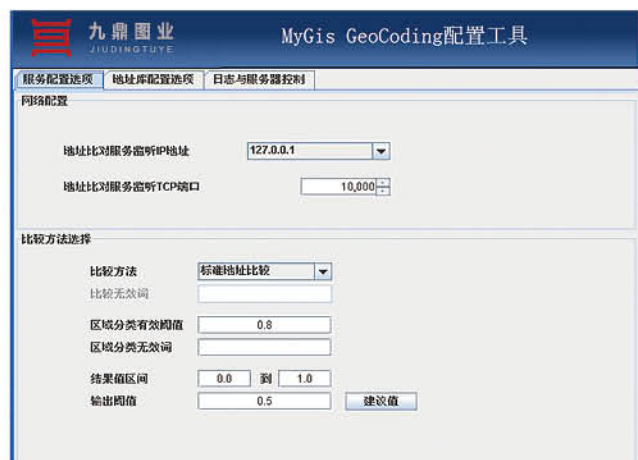 九鼎图业
JIUDINGTUYE
MyGis GeoCoding配置工具
服务配置选项 地址库配置选项 日志与服务器控制
网络配置
地址比对服务监听IP地址 127.0.0.1
地址比对服务监听TCP端口 10,000
比较方法选择
比较方法 标准地址比较
比较无效词
区域分类有效阈值 0.8
区域分类无效词
结果值区间 0.0 到 1.0
输出阈值 0.5 建议值